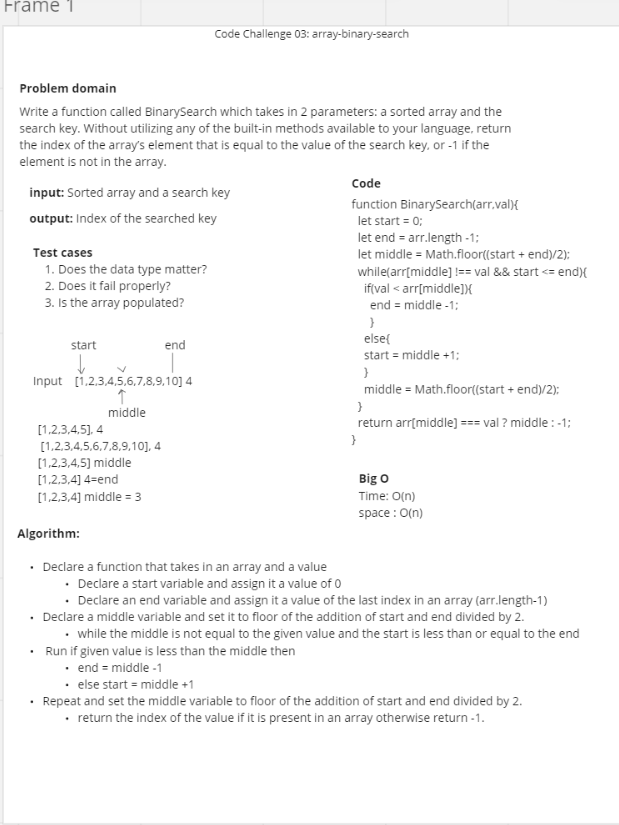 Frame 1
Code Challenge 03: array-binary-search
Problem domain
Write a function called BinarySearch which takes in 2 parameters: a sorted array and the
search key. Without utilizing any of the built-in methods available to your language, return
the index of the array's element that is equal to the value of the search key, or -1 if the
element is not in the array.
input: Sorted array and a search key
output: Index of the searched key
Test cases
1. Does the data type matter?
2. Does it fail properly?
3. Is the array populated?
start end
Input [1,2,3,4,5,6,7,8,9,10] 4
middle
[1,2,3,4,5], 4
[1,2,3,4,5,6,7,8,9,10], 4
[1,2,3,4,5] middle
[1,2,3,4] 4=end
[1,2,3,4] middle = 3
Code
function BinarySearch(arr,val){
let start = 0;
let end = arr.length -1;
let middle = Math.floor((start + end)/2);
while(arr[middle] !== val && start <= end){
if(val < arr[middle]){
end = middle -1;
}
else{
start = middle +1;
}
middle = Math.floor((start + end)/2);
}
return arr[middle] === val ? middle : -1;
}
Big O
Time: O(n)
space : O(n)
Algorithm:
• Declare a function that takes in an array and a value
• Declare a start variable and assign it a value of 0
• Declare an end variable and assign it a value of the last index in an array (arr.length-1)
• Declare a middle variable and set it to floor of the addition of start and end divided by 2.
• while the middle is not equal to the given value and the start is less than or equal to the end
• Run if given value is less than the middle then
• end = middle -1
• else start = middle +1
• Repeat and set the middle variable to floor of the addition of start and end divided by 2.
• return the index of the value if it is present in an array otherwise return -1.